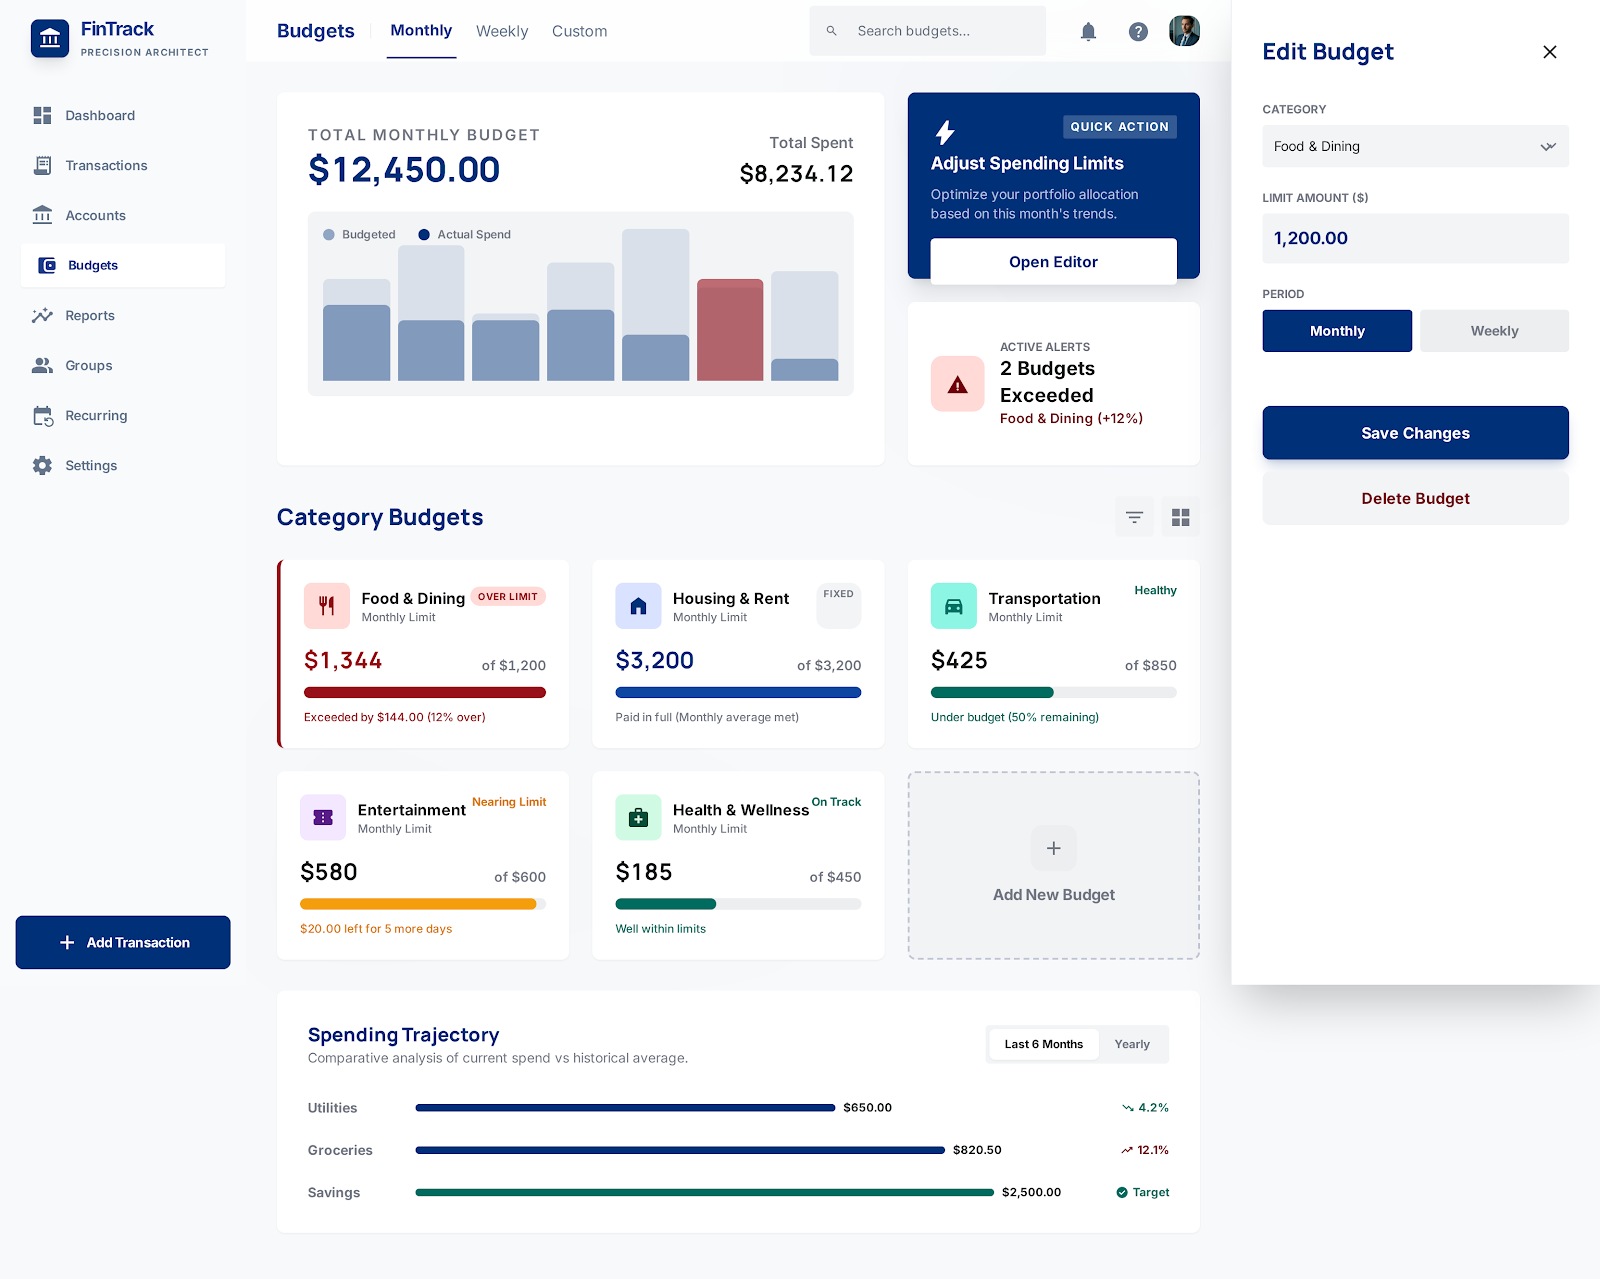 FinTrack
PRECISION ARCHITECT
Dashboard
Transactions
Accounts
Budgets
Reports
Groups
Recurring
Settings
Add Transaction
Budgets
Monthly
Weekly
Custom
Search budgets...
TOTAL MONTHLY BUDGET
$12,450.00
Total Spent
$8,234.12
Budgeted
Actual Spend
QUICK ACTION
Adjust Spending Limits
Optimize your portfolio allocation
based on this month's trends.
Open Editor
ACTIVE ALERTS
2 Budgets
Exceeded
Food & Dining (+12%)
Category Budgets
Food & Dining
OVER LIMIT
Monthly Limit
$1,344
of $1,200
Exceeded by $144.00 (12% over)
Housing & Rent
FIXED
Monthly Limit
$3,200
of $3,200
Paid in full (Monthly average met)
Transportation
Healthy
Monthly Limit
$425
of $850
Under budget (50% remaining)
Entertainment
Nearing Limit
Monthly Limit
$580
of $600
$20.00 left for 5 more days
Health & Wellness
On Track
Monthly Limit
$185
of $450
Well within limits
Add New Budget
Spending Trajectory
Comparative analysis of current spend vs historical average.
Last 6 Months
Yearly
Utilities
$650.00
4.2%
Groceries
$820.50
12.1%
Savings
$2,500.00
Target
Edit Budget
CATEGORY
Food & Dining
LIMIT AMOUNT ($)
1,200.00
PERIOD
Monthly
Weekly
Save Changes
Delete Budget